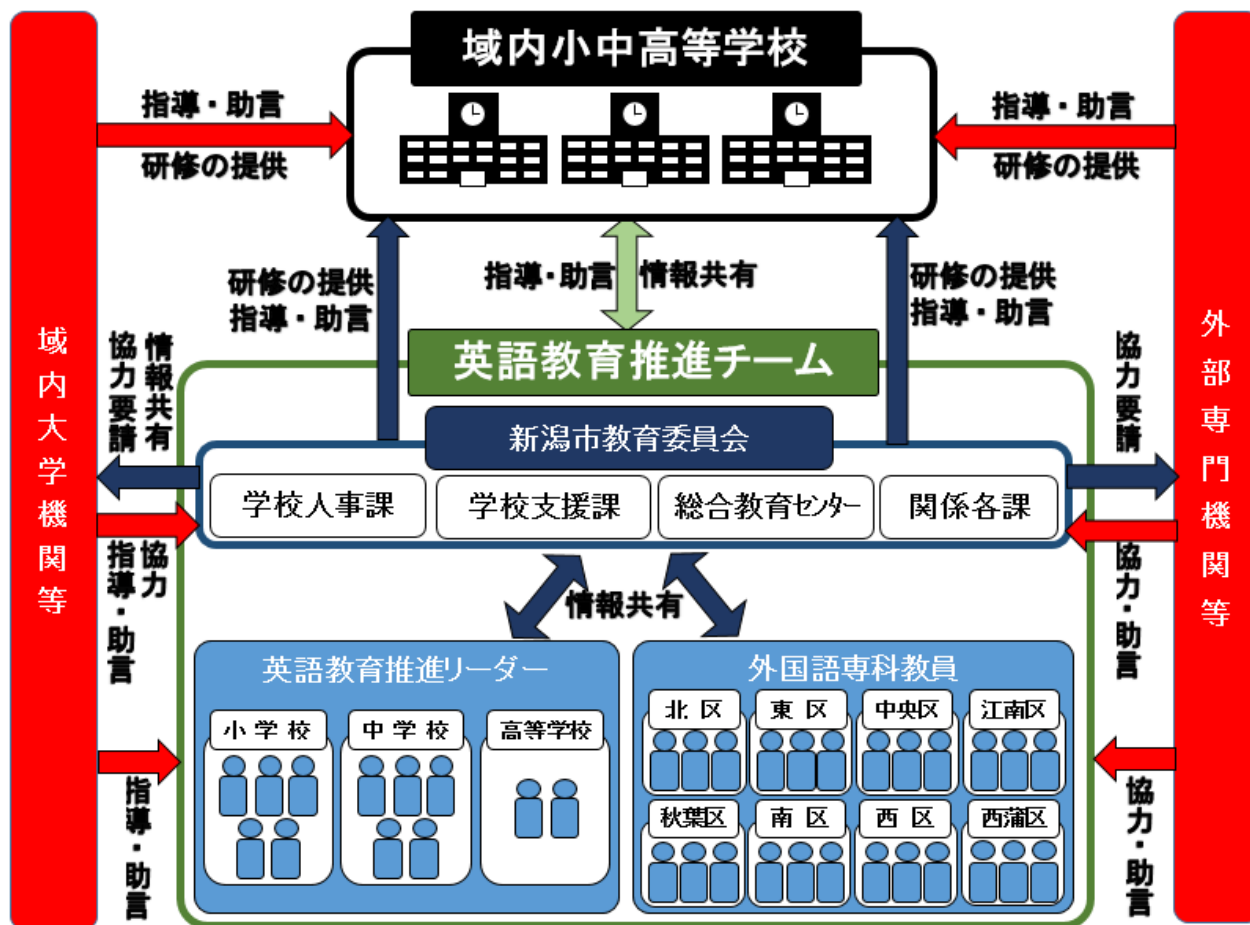 域内小中高等学校
指導・助言
研修の提供
指導・助言
研修の提供
研修の提供
指導・助言
指導・助言
情報共有
研修の提供
指導・助言
域内大学機関等
外部専門機関等
情報共有
協力要請
協力要請
英語教育推進チーム
新潟市教育委員会
学校人事課
学校支援課
総合教育センター
関係各課
協力
指導・助言
協力・助言
情報共有
英語教育推進リーダー
小学校
中学校
高等学校
外国語専科教員
北区
東区
中央区
江南区
秋葉区
南区
西区
西蒲区
指導・助言
協力・助言